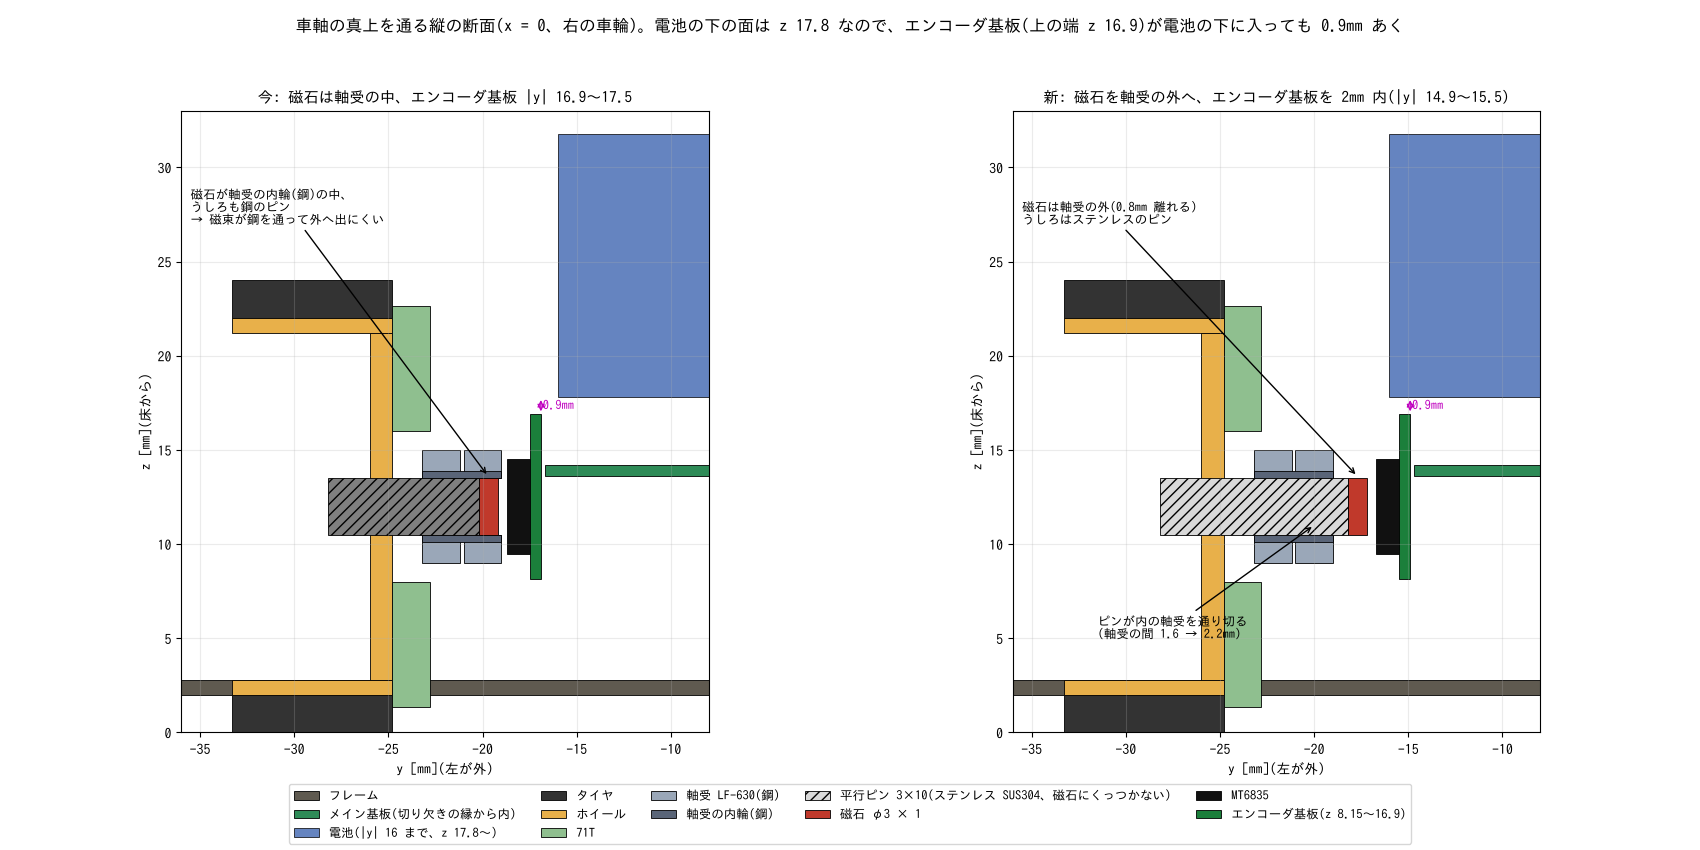 車軸の真上を通る縦の断面(x = 0、右の車輪)。電池の下の面は z 17.8 なので、エンコーダ基板(上の端 z 16.9)が電池の下に入っても 0.9mm あく
今: 磁石は軸受の中、エンコーダ基板 |y| 16.9〜17.5
磁石が軸受の内輪(鋼)の中、
うしろも鋼のピン
→ 磁束が鋼を通って外へ出にくい
0.9mm
z [mm](床から)
30
25
20
15
10
5
0
-35
-30
-25
-20
-15
-10
y [mm](左が外)
新: 磁石を軸受の外へ、エンコーダ基板を 2mm 内(|y| 14.9〜15.5)
磁石は軸受の外(0.8mm 離れる)
うしろはステンレスのピン
0.9mm
ピンが内の軸受を通り切る
(軸受の間 1.6 → 2.2mm)
z [mm](床から)
30
25
20
15
10
5
0
-35
-30
-25
-20
-15
-10
y [mm](左が外)
フレーム
メイン基板(切り欠きの縁から内)
電池(|y| 16 まで、z 17.8〜)
タイヤ
ホイール
71T
軸受 LF-630(鋼)
軸受の内輪(鋼)
平行ピン 3×10(ステンレス SUS304、磁石にくっつかない)
磁石 φ3 × 1
MT6835
エンコーダ基板(z 8.15〜16.9)